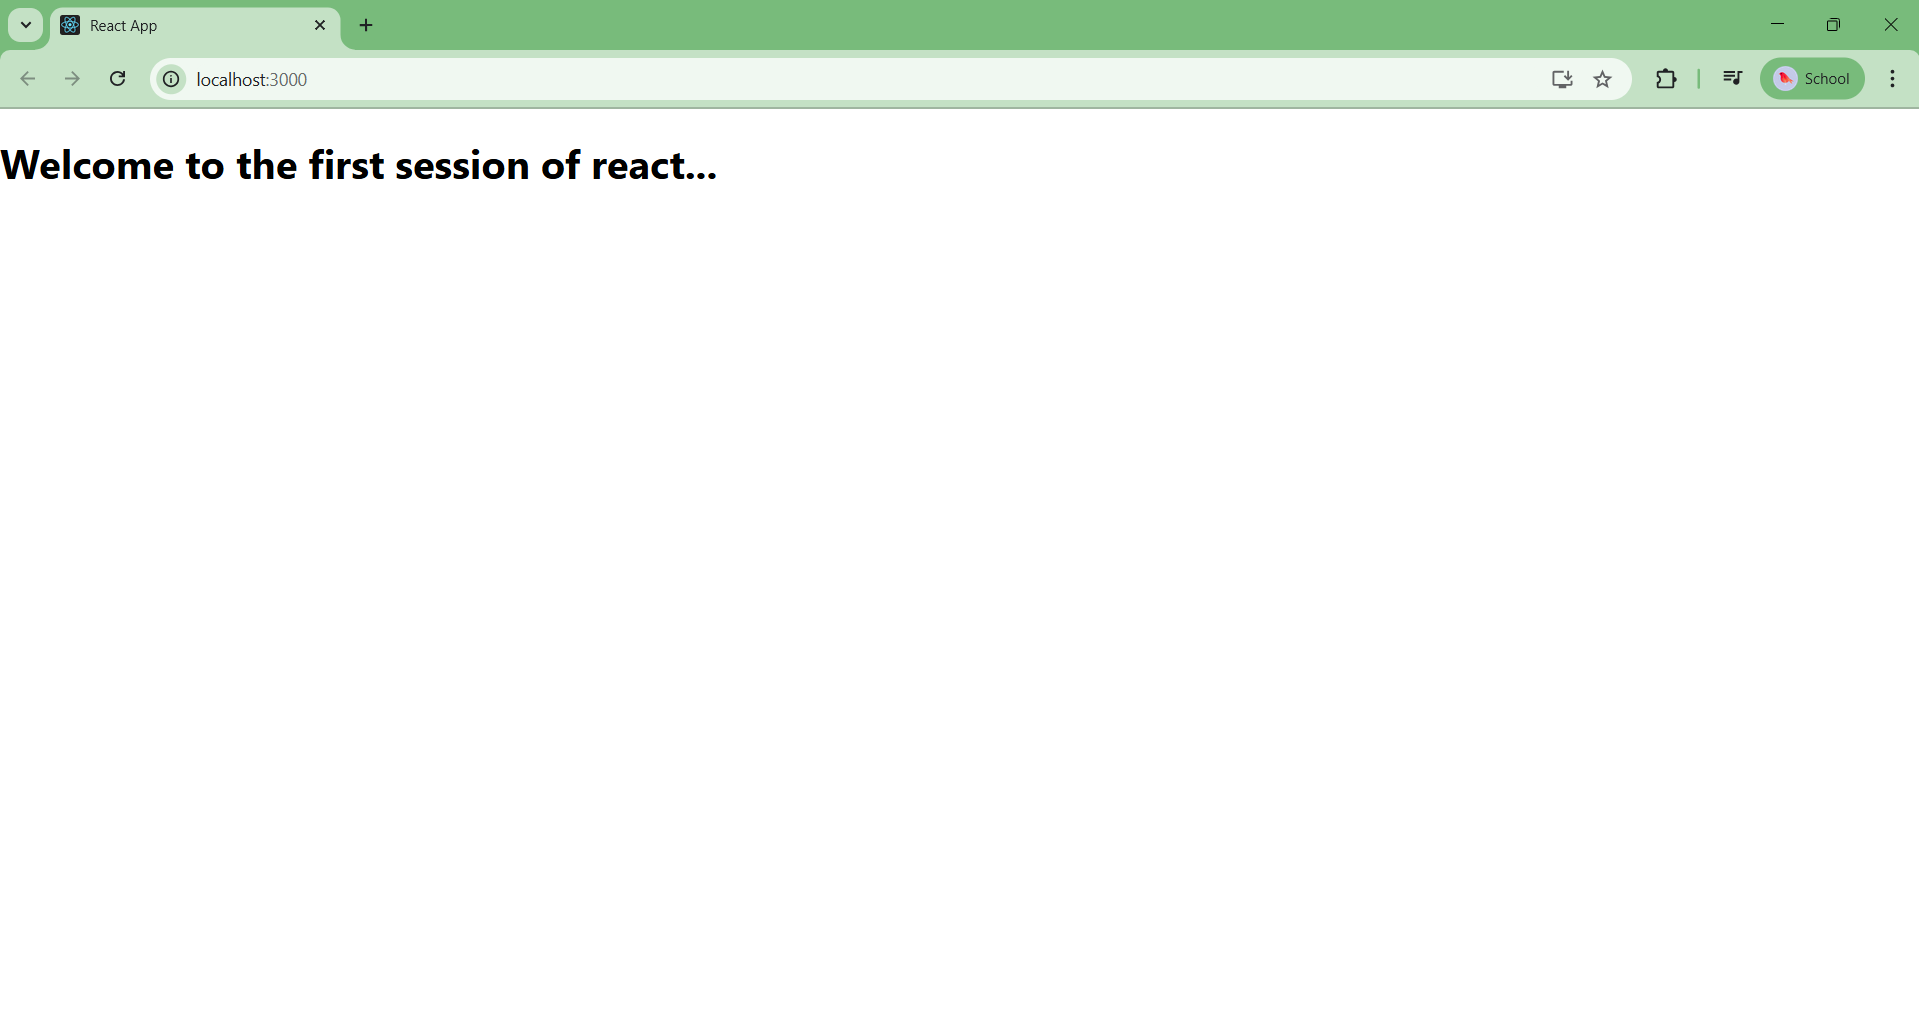 React App
localhost:3000
School
Welcome to the first session of react...